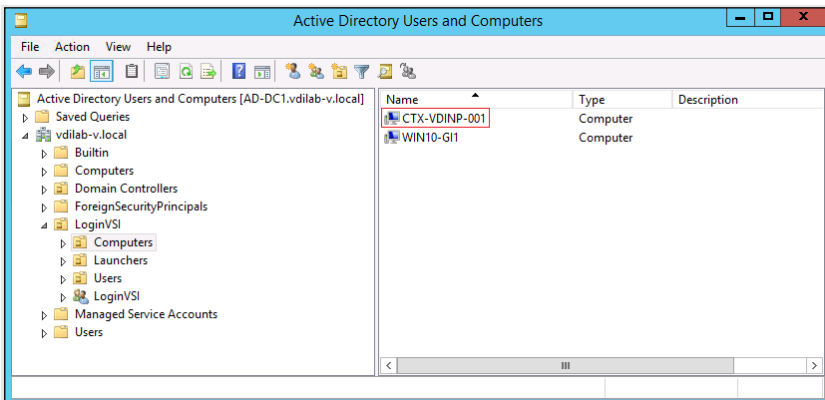 Active Directory Users and Computers
File Action View Help
Active Directory Users and Computers [AD-DC1.vdilab-v.local]
Saved Queries
vdilab-v.local
Builtin
Computers
Domain Controllers
ForeignSecurityPrincipals
LoginVSI
Computers
Launchers
Users
LoginVSI
Managed Service Accounts
Users
Name Type Description
CTX-VDINP-001 Computer
WIN10-GI1 Computer